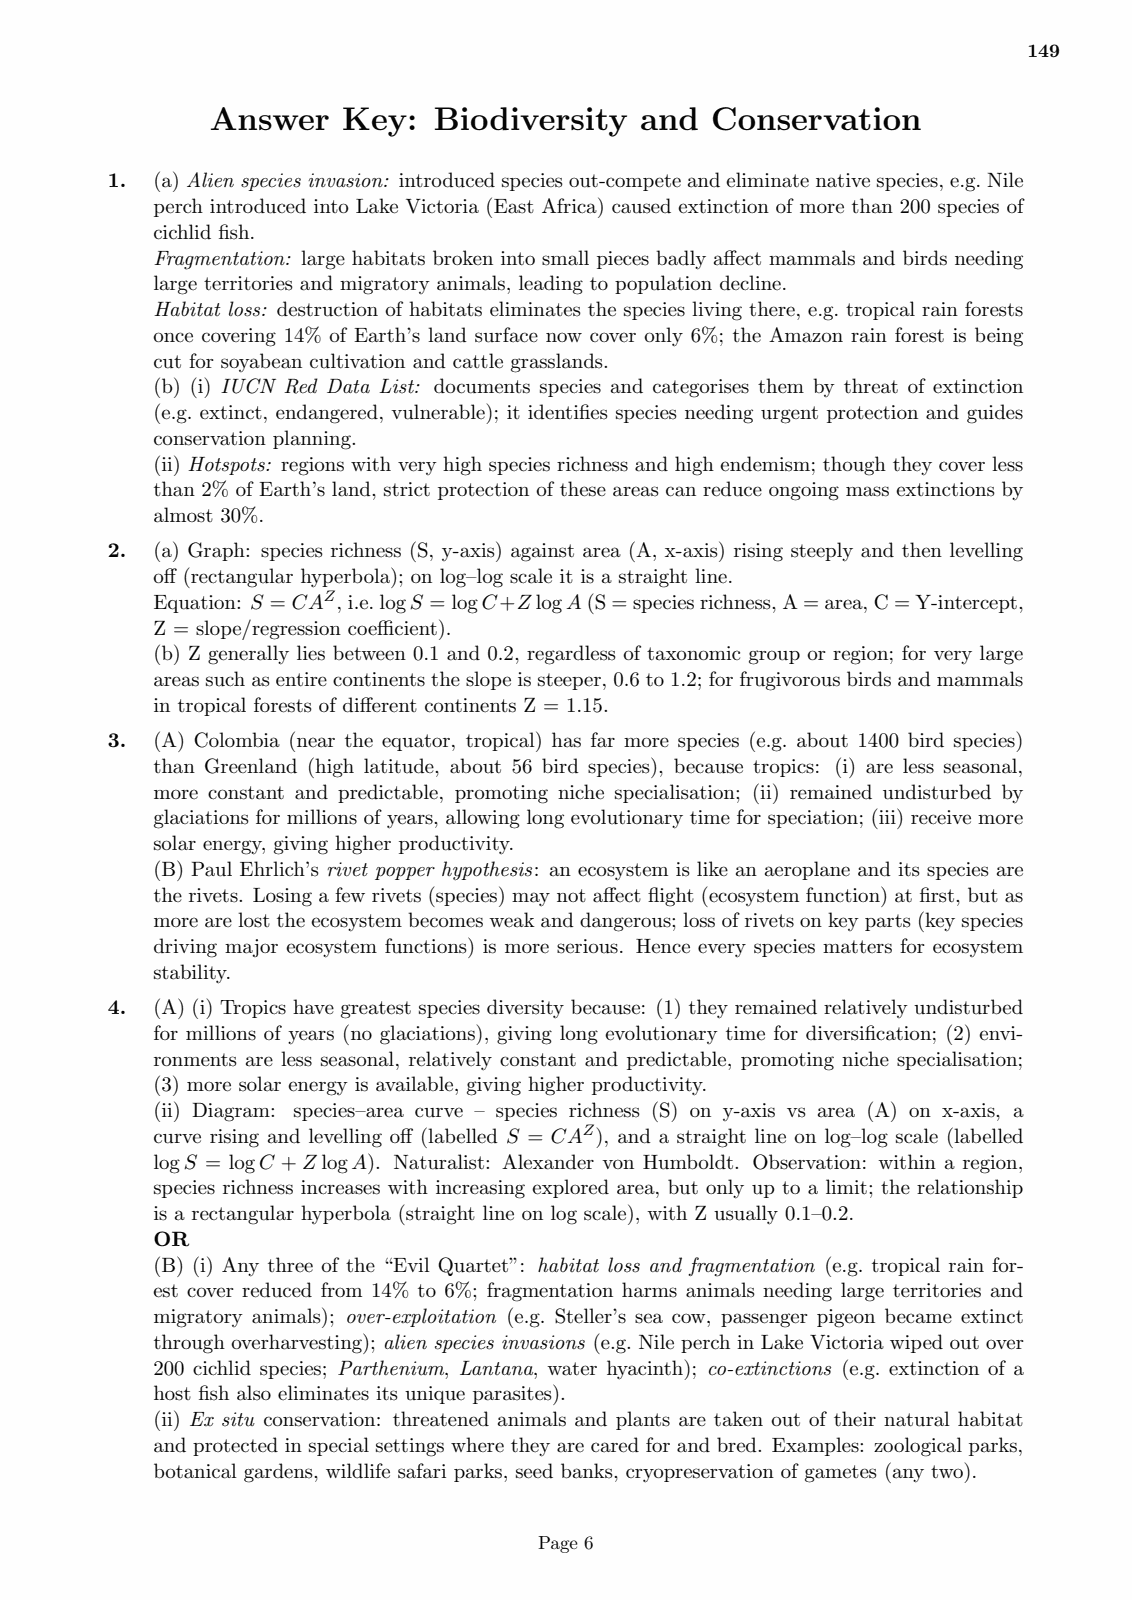 149
Answer Key: Biodiversity and Conservation
1. (a) Alien species invasion: introduced species out-compete and eliminate native species, e.g. Nile
perch introduced into Lake Victoria (East Africa) caused extinction of more than 200 species of
cichlid fish.
Fragmentation: large habitats broken into small pieces badly affect mammals and birds needing
large territories and migratory animals, leading to population decline.
Habitat loss: destruction of habitats eliminates the species living there, e.g. tropical rain forests
once covering 14% of Earth's land surface now cover only 6%; the Amazon rain forest is being
cut for soyabean cultivation and cattle grasslands.
(b) (i) IUCN Red Data List: documents species and categorises them by threat of extinction
(e.g. extinct, endangered, vulnerable); it identifies species needing urgent protection and guides
conservation planning.
(ii) Hotspots: regions with very high species richness and high endemism; though they cover less
than 2% of Earth's land, strict protection of these areas can reduce ongoing mass extinctions by
almost 30%.
2. (a) Graph: species richness (S, y-axis) against area (A, x-axis) rising steeply and then levelling
off (rectangular hyperbola); on log–log scale it is a straight line.
Equation: S = CA^Z, i.e. log S = log C + Z log A (S = species richness, A = area, C = Y-intercept,
Z = slope/regression coefficient).
(b) Z generally lies between 0.1 and 0.2, regardless of taxonomic group or region; for very large
areas such as entire continents the slope is steeper, 0.6 to 1.2; for frugivorous birds and mammals
in tropical forests of different continents Z = 1.15.
3. (A) Colombia (near the equator, tropical) has far more species (e.g. about 1400 bird species)
than Greenland (high latitude, about 56 bird species), because tropics: (i) are less seasonal,
more constant and predictable, promoting niche specialisation; (ii) remained undisturbed by
glaciations for millions of years, allowing long evolutionary time for speciation; (iii) receive more
solar energy, giving higher productivity.
(B) Paul Ehrlich's rivet popper hypothesis: an ecosystem is like an aeroplane and its species are
the rivets. Losing a few rivets (species) may not affect flight (ecosystem function) at first, but as
more are lost the ecosystem becomes weak and dangerous; loss of rivets on key parts (key species
driving major ecosystem functions) is more serious. Hence every species matters for ecosystem
stability.
4. (A) (i) Tropics have greatest species diversity because: (1) they remained relatively undisturbed
for millions of years (no glaciations), giving long evolutionary time for diversification; (2) envi-
ronments are less seasonal, relatively constant and predictable, promoting niche specialisation;
(3) more solar energy is available, giving higher productivity.
(ii) Diagram: species–area curve – species richness (S) on y-axis vs area (A) on x-axis, a
curve rising and levelling off (labelled S = CA^Z), and a straight line on log–log scale (labelled
log S = log C + Z log A). Naturalist: Alexander von Humboldt. Observation: within a region,
species richness increases with increasing explored area, but only up to a limit; the relationship
is a rectangular hyperbola (straight line on log scale), with Z usually 0.1–0.2.
OR
(B) (i) Any three of the “Evil Quartet”: habitat loss and fragmentation (e.g. tropical rain for-
est cover reduced from 14% to 6%; fragmentation harms animals needing large territories and
migratory animals); over-exploitation (e.g. Steller's sea cow, passenger pigeon became extinct
through overharvesting); alien species invasions (e.g. Nile perch in Lake Victoria wiped out over
200 cichlid species; Parthenium, Lantana, water hyacinth); co-extinctions (e.g. extinction of a
host fish also eliminates its unique parasites).
(ii) Ex situ conservation: threatened animals and plants are taken out of their natural habitat
and protected in special settings where they are cared for and bred. Examples: zoological parks,
botanical gardens, wildlife safari parks, seed banks, cryopreservation of gametes (any two).
Page 6